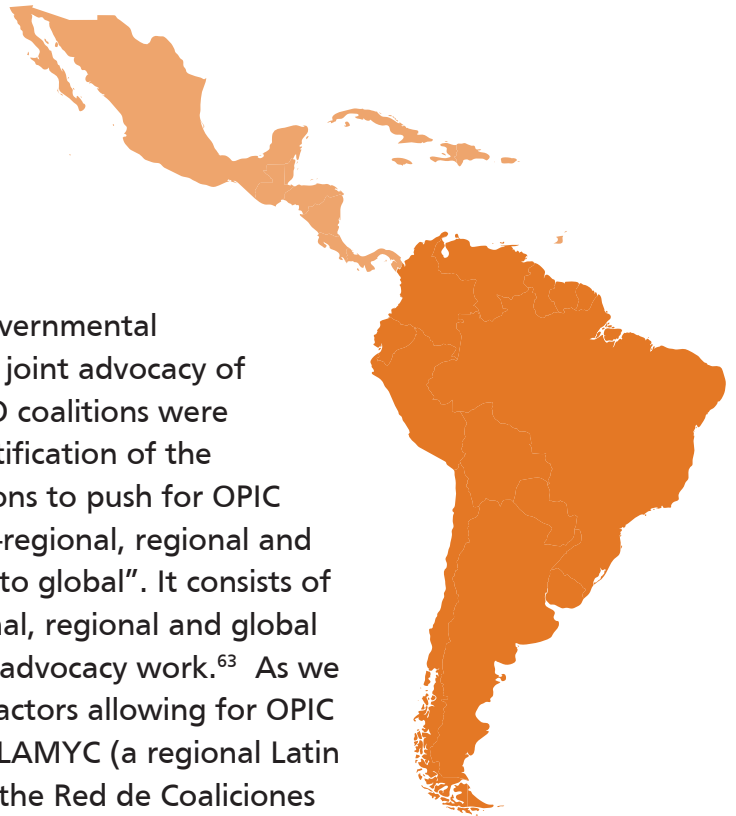 vernmental
joint advocacy of
coalitions were
tification of the
ons to push for OPIC
-regional, regional and
to global”. It consists of
nal, regional and global
advocacy work.⁶³ As we
actors allowing for OPIC
LAMYC (a regional Latin
the Red de Coaliciones